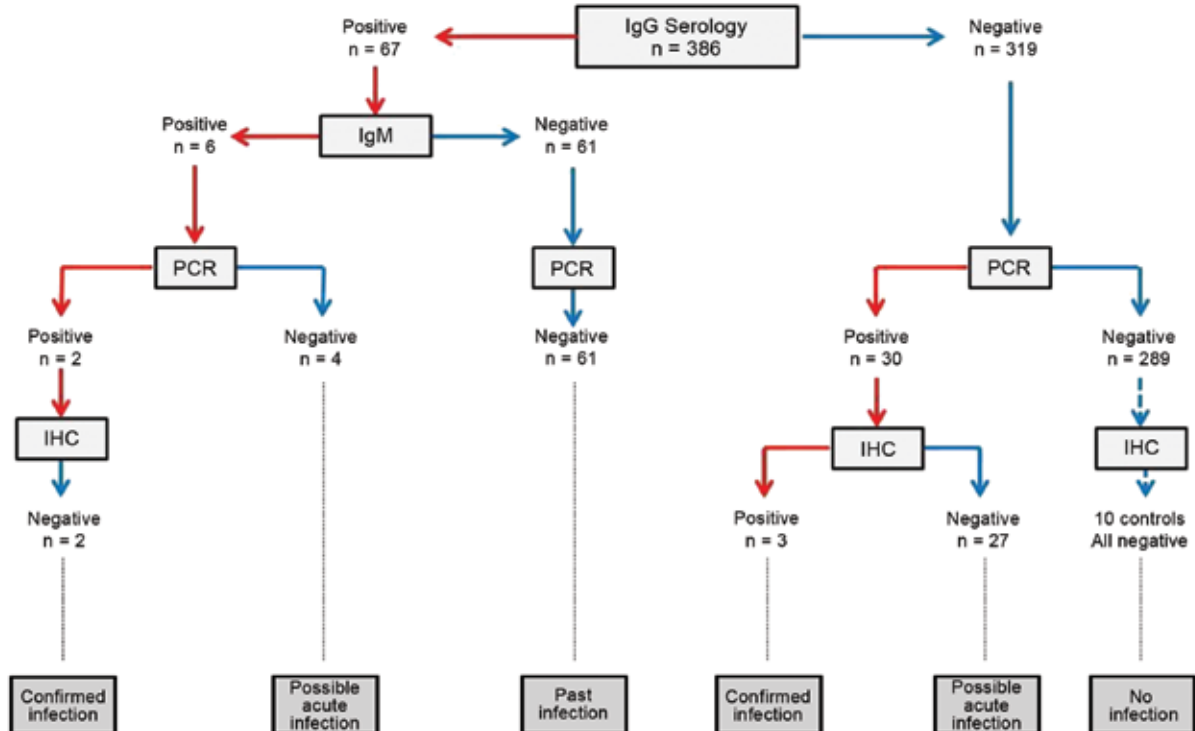 IgG Serology
n = 386
Positive
n = 67
Negative
n = 319
IgM
Positive
n = 6
Negative
n = 61
PCR
PCR
PCR
Positive
n = 2
Negative
n = 4
Negative
n = 61
Positive
n = 30
Negative
n = 289
IHC
IHC
IHC
Negative
n = 2
Positive
n = 3
Negative
n = 27
10 controls
All negative
Confirmed
infection
Possible
acute
infection
Past
infection
Confirmed
infection
Possible
acute
infection
No
infection